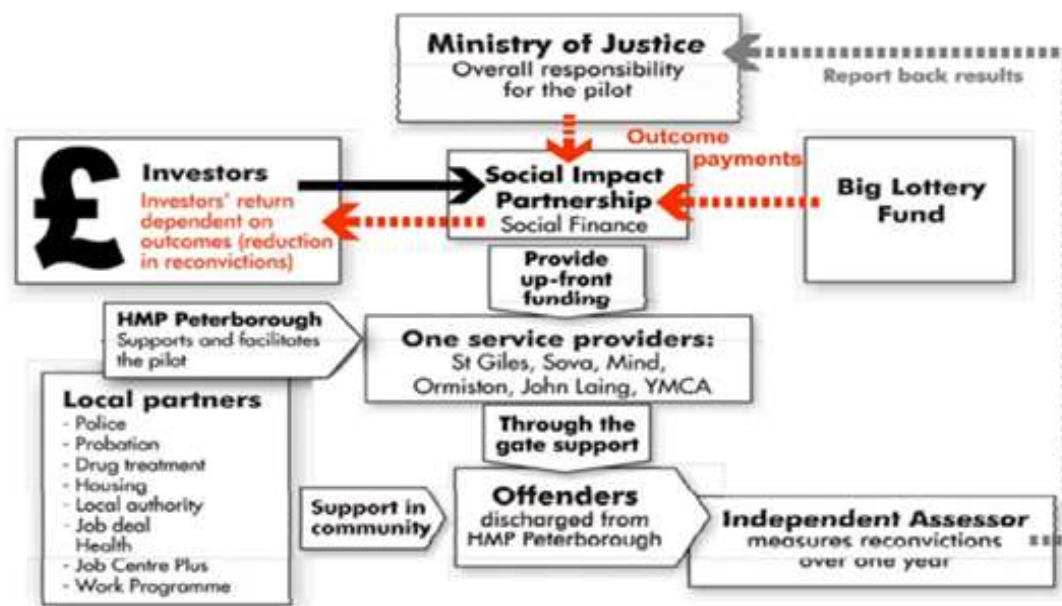 Ministry of Justice
Overall responsibility
for the pilot
Report back results
Outcome
payments
£
Investors
Investors' return
dependent on
outcomes (reduction
in reconvictions)
Social Impact
Partnership
Social Finance
Big Lottery
Fund
Provide
up-front
funding
HMP Peterborough
Supports and facilitates
the pilot
One service providers:
St Giles, Sova, Mind,
Ormiston, John Laing, YMCA
Local partners
- Police
- Probation
- Drug treatment
- Housing
- Local authority
- Job deal
Health
- Job Centre Plus
- Work Programme
Through the
gate support
Support in
community
Offenders
discharged from
HMP Peterborough
Independent Assessor
measures reconvictions
over one year